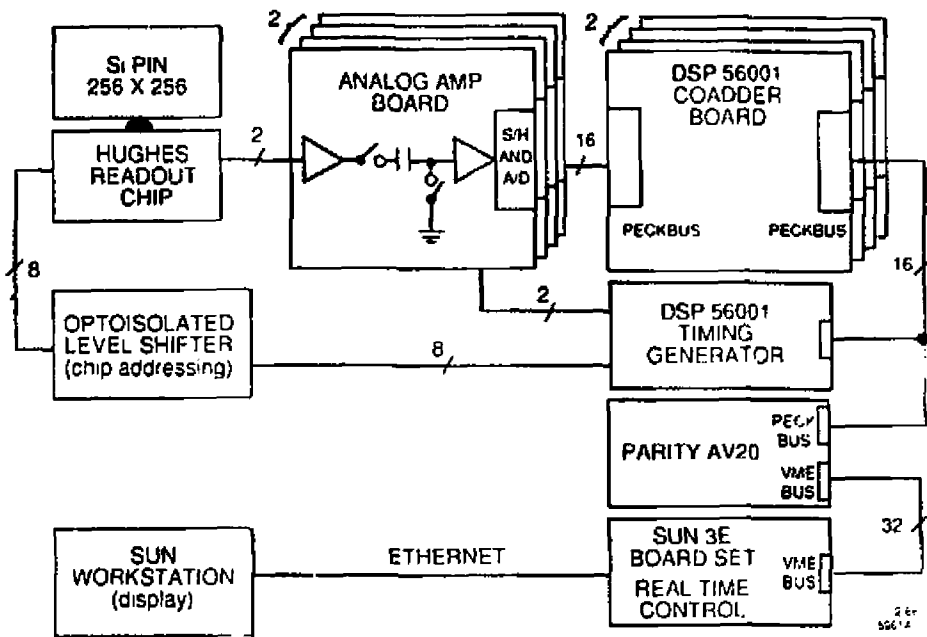 2
2
Si PIN
256 X 256
ANALOG AMP
BOARD
DSP 56001
COADDER
BOARD
HUGHES
READOUT
CHIP
2
S/H
AND
A/D
16
PECKBUS
PECKBUS
8
16
OPTOISOLATED
LEVEL SHIFTER
(chip addressing)
2
8
DSP 56001
TIMING
GENERATOR
PARITY AV20
PECK
BUS
VME
BUS
32
SUN
WORKSTATION
(display)
ETHERNET
SUN 3E
BOARD SET
REAL TIME
CONTROL
VME
BUS